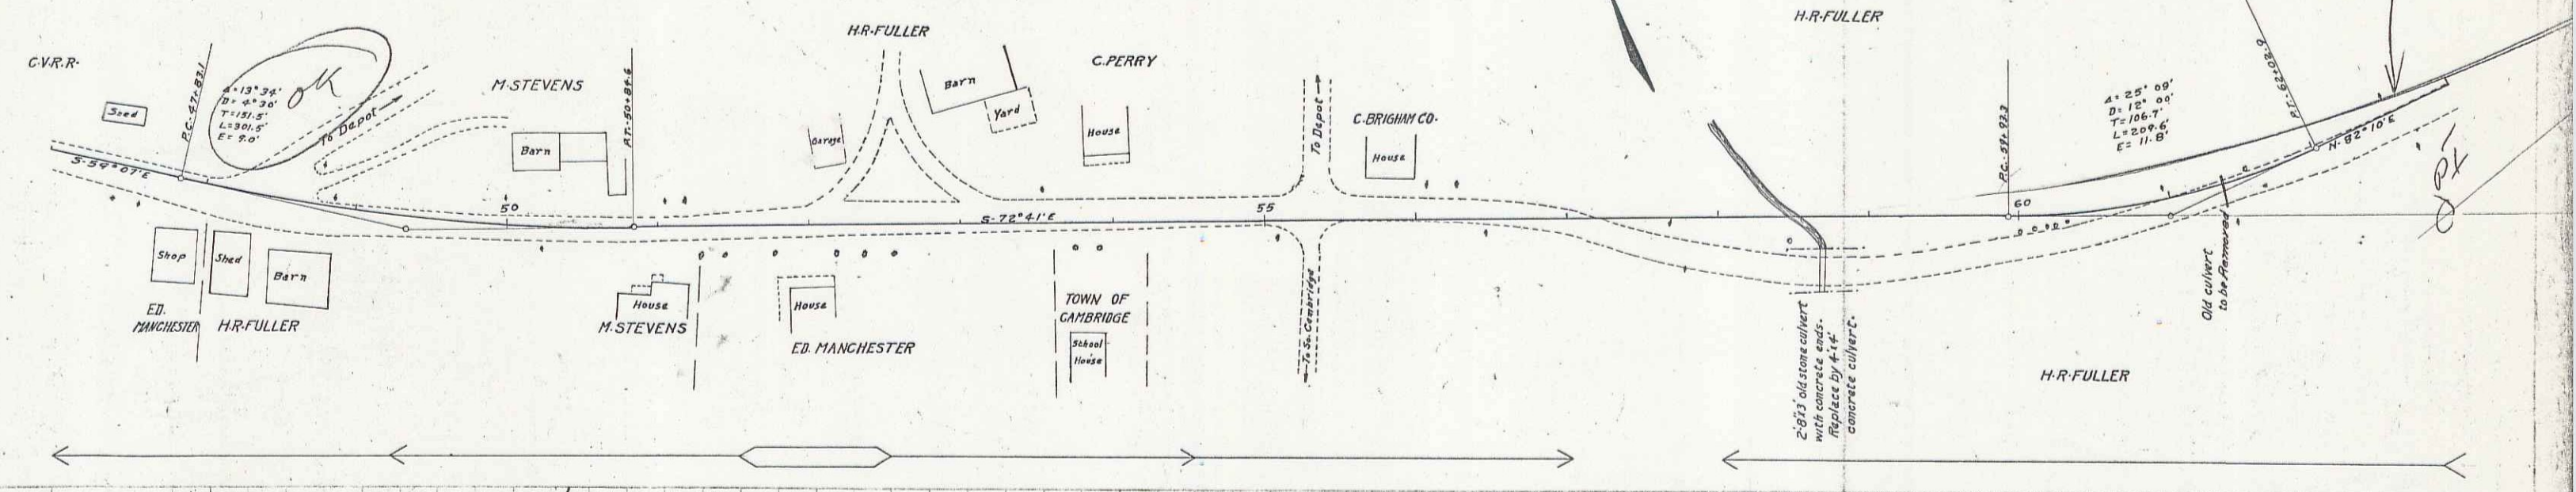 C.V.R.R.
Shed
P.C.-47+83.1
Δ=13°34'
D=4°30'
T=151.5'
L=301.5'
E=9.0'
OK
To Depot
M.STEVENS
Barn
P.T.-50+84.6
H.R.FULLER
Garage
Barn
Yard
C.PERRY
House
To Depot
C.BRIGHAM CO.
House
H.R.FULLER
P.C.-59+93.3
Δ=25°09'
D=12°00'
T=106.7'
L=209.6'
E=11.8'
P.T.-62+02.9
S-59°07'E
50
S-72°41'E
55
60
N-82°10'E
PI
Shop
Shed
Barn
ED.
MANCHESTER
H.R.FULLER
House
M.STEVENS
House
ED. MANCHESTER
TOWN OF
CAMBRIDGE
School
House
To So. Cambridge
2'8"x3' old stone culvert
with concrete ends.
Replace by 4'x4'
concrete culvert.
Old culvert
to be Removed
H.R.FULLER